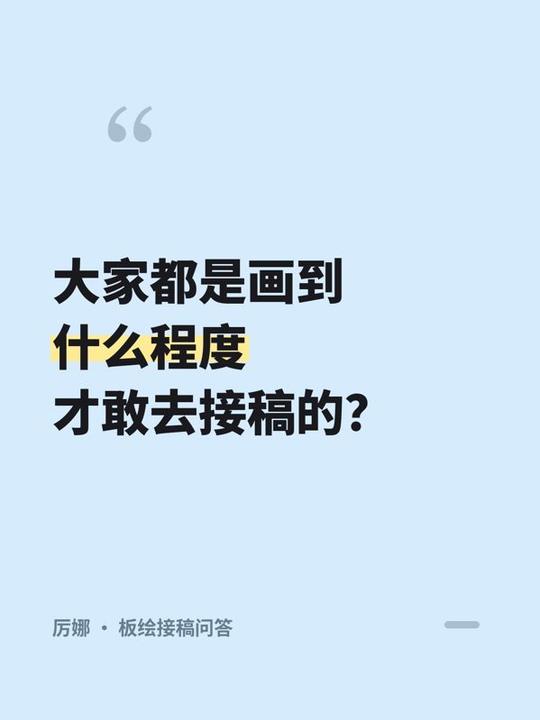 “
大家都是画到
什么程度
才敢去接稿的？
厉娜 • 板绘接稿问答